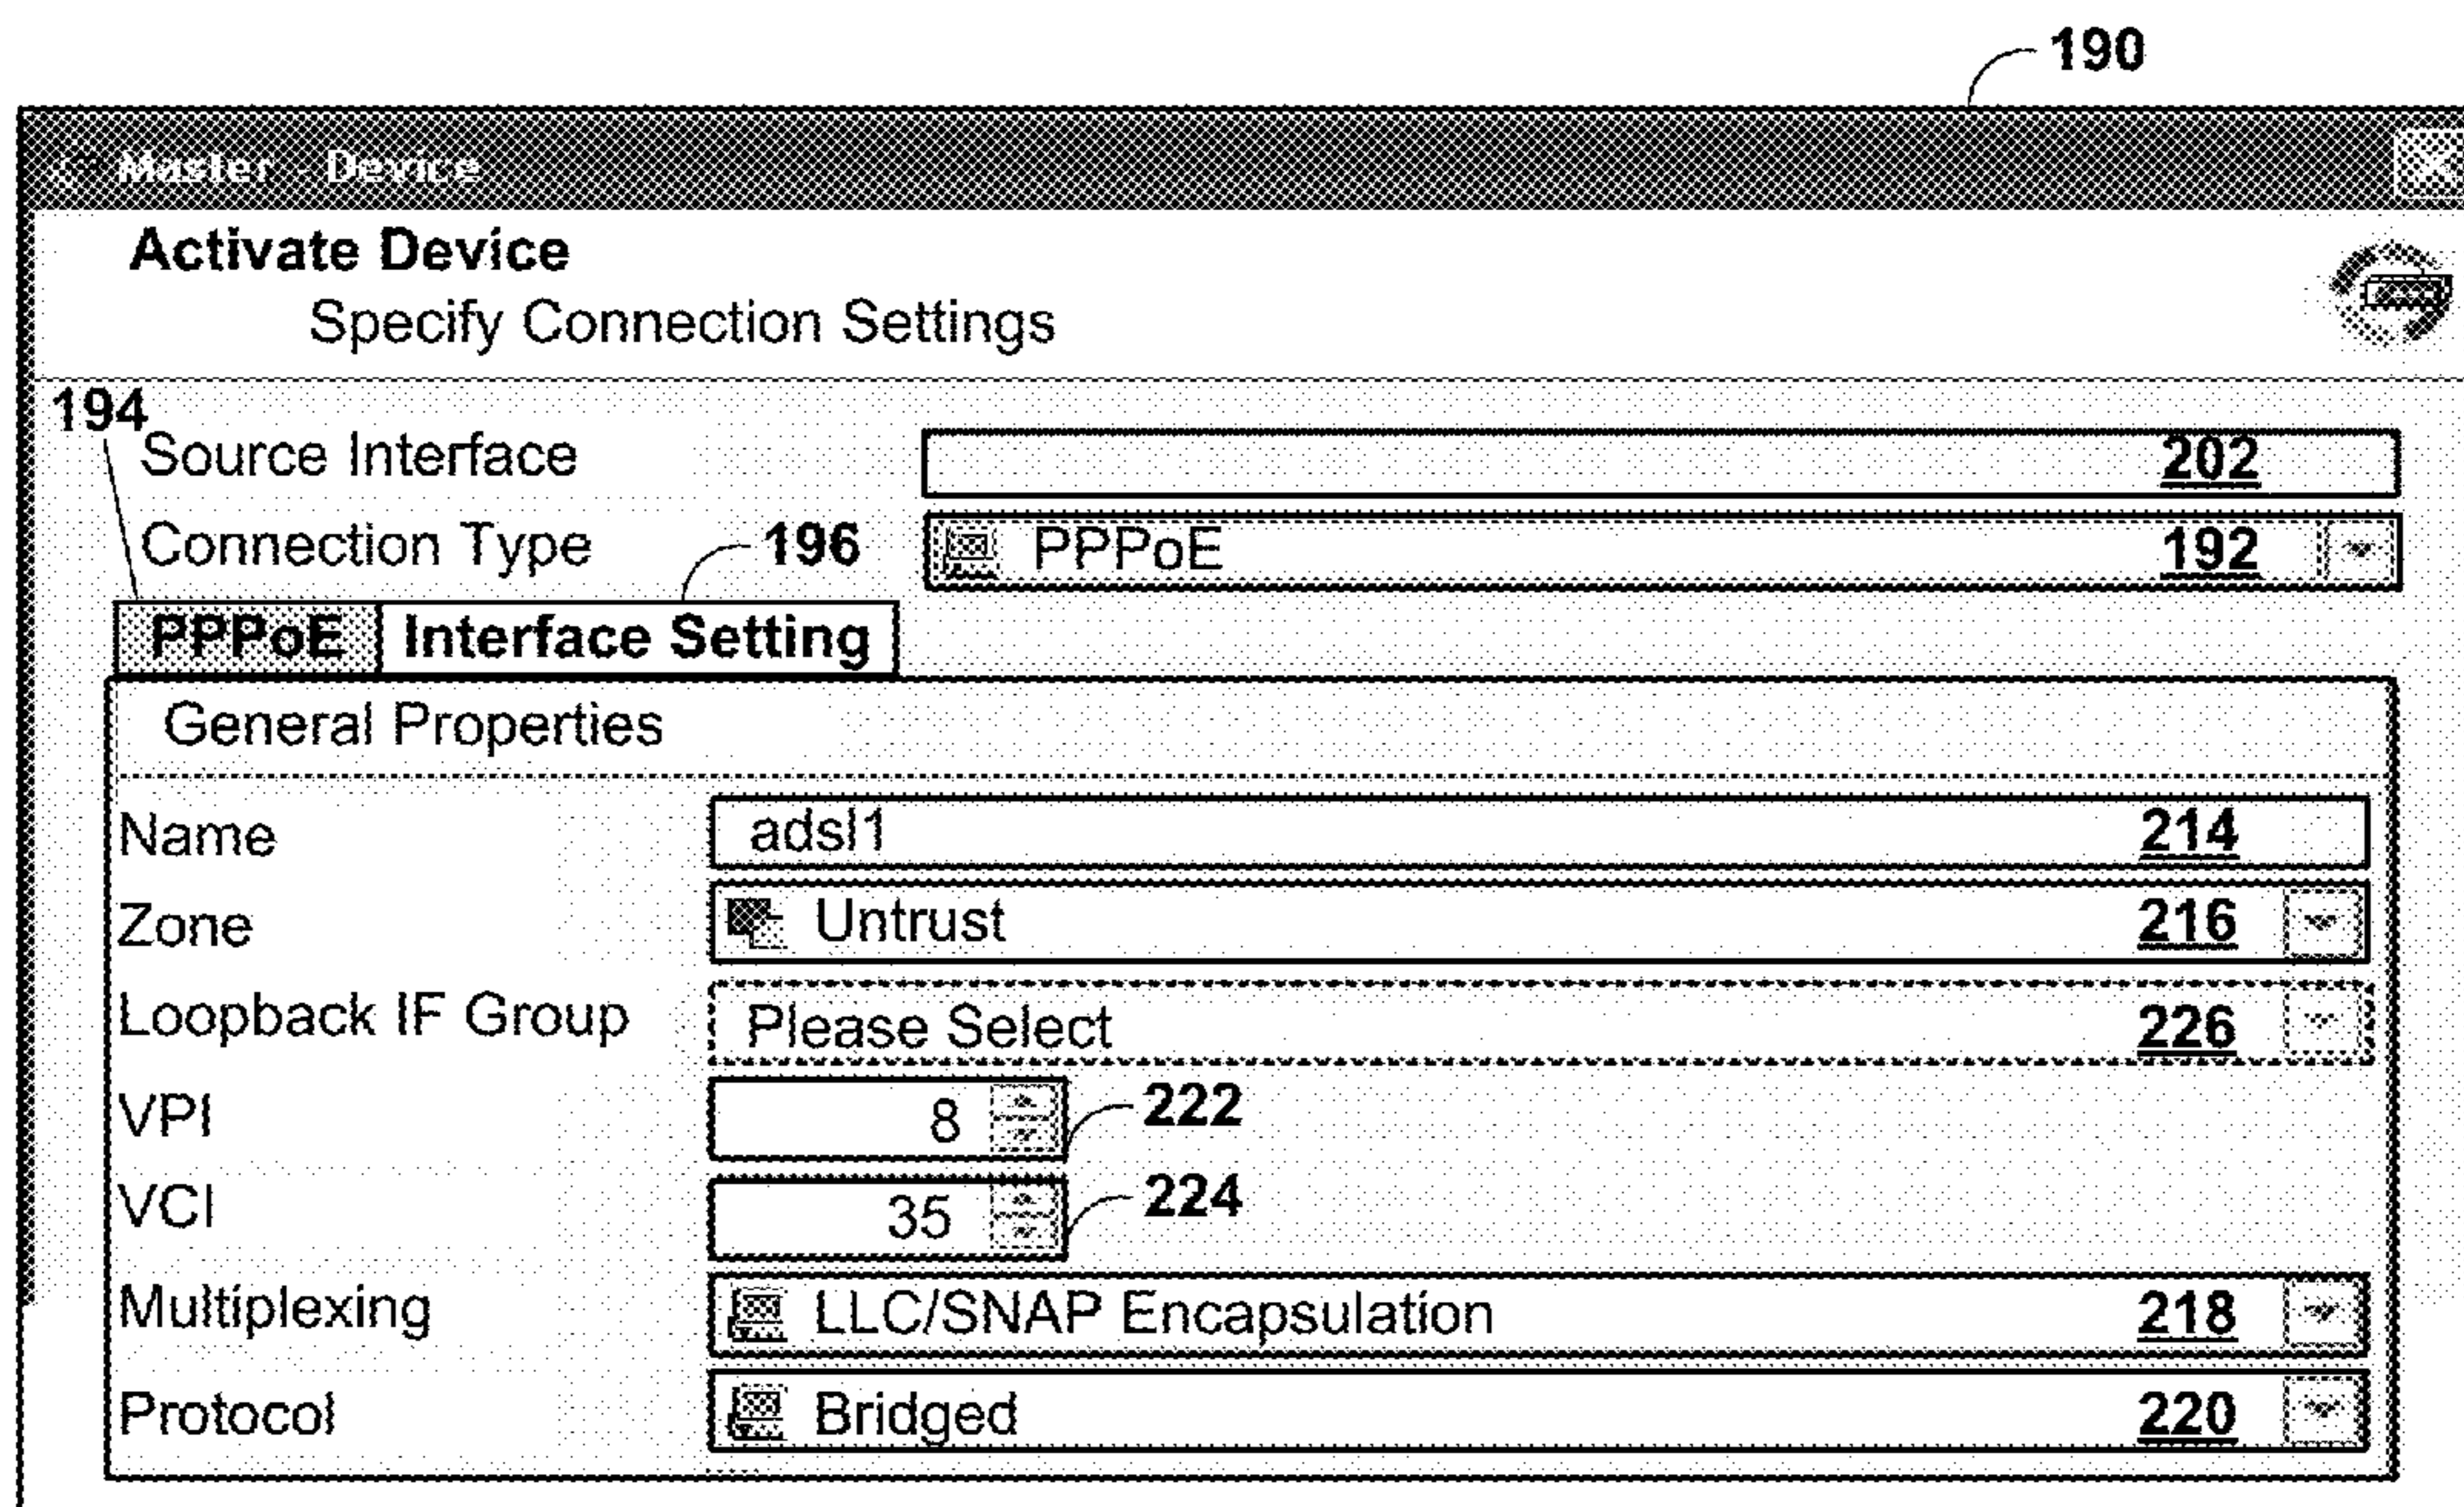 190
Master - Device
Activate Device
Specify Connection Settings
194
Source Interface 202
Connection Type 196 PPPoE 192
PPPoE Interface Setting
General Properties
Name adsl1 214
Zone Untrust 216
Loopback IF Group Please Select 226
VPI 8 222
VCI 35 224
Multiplexing LLC/SNAP Encapsulation 218
Protocol Bridged 220